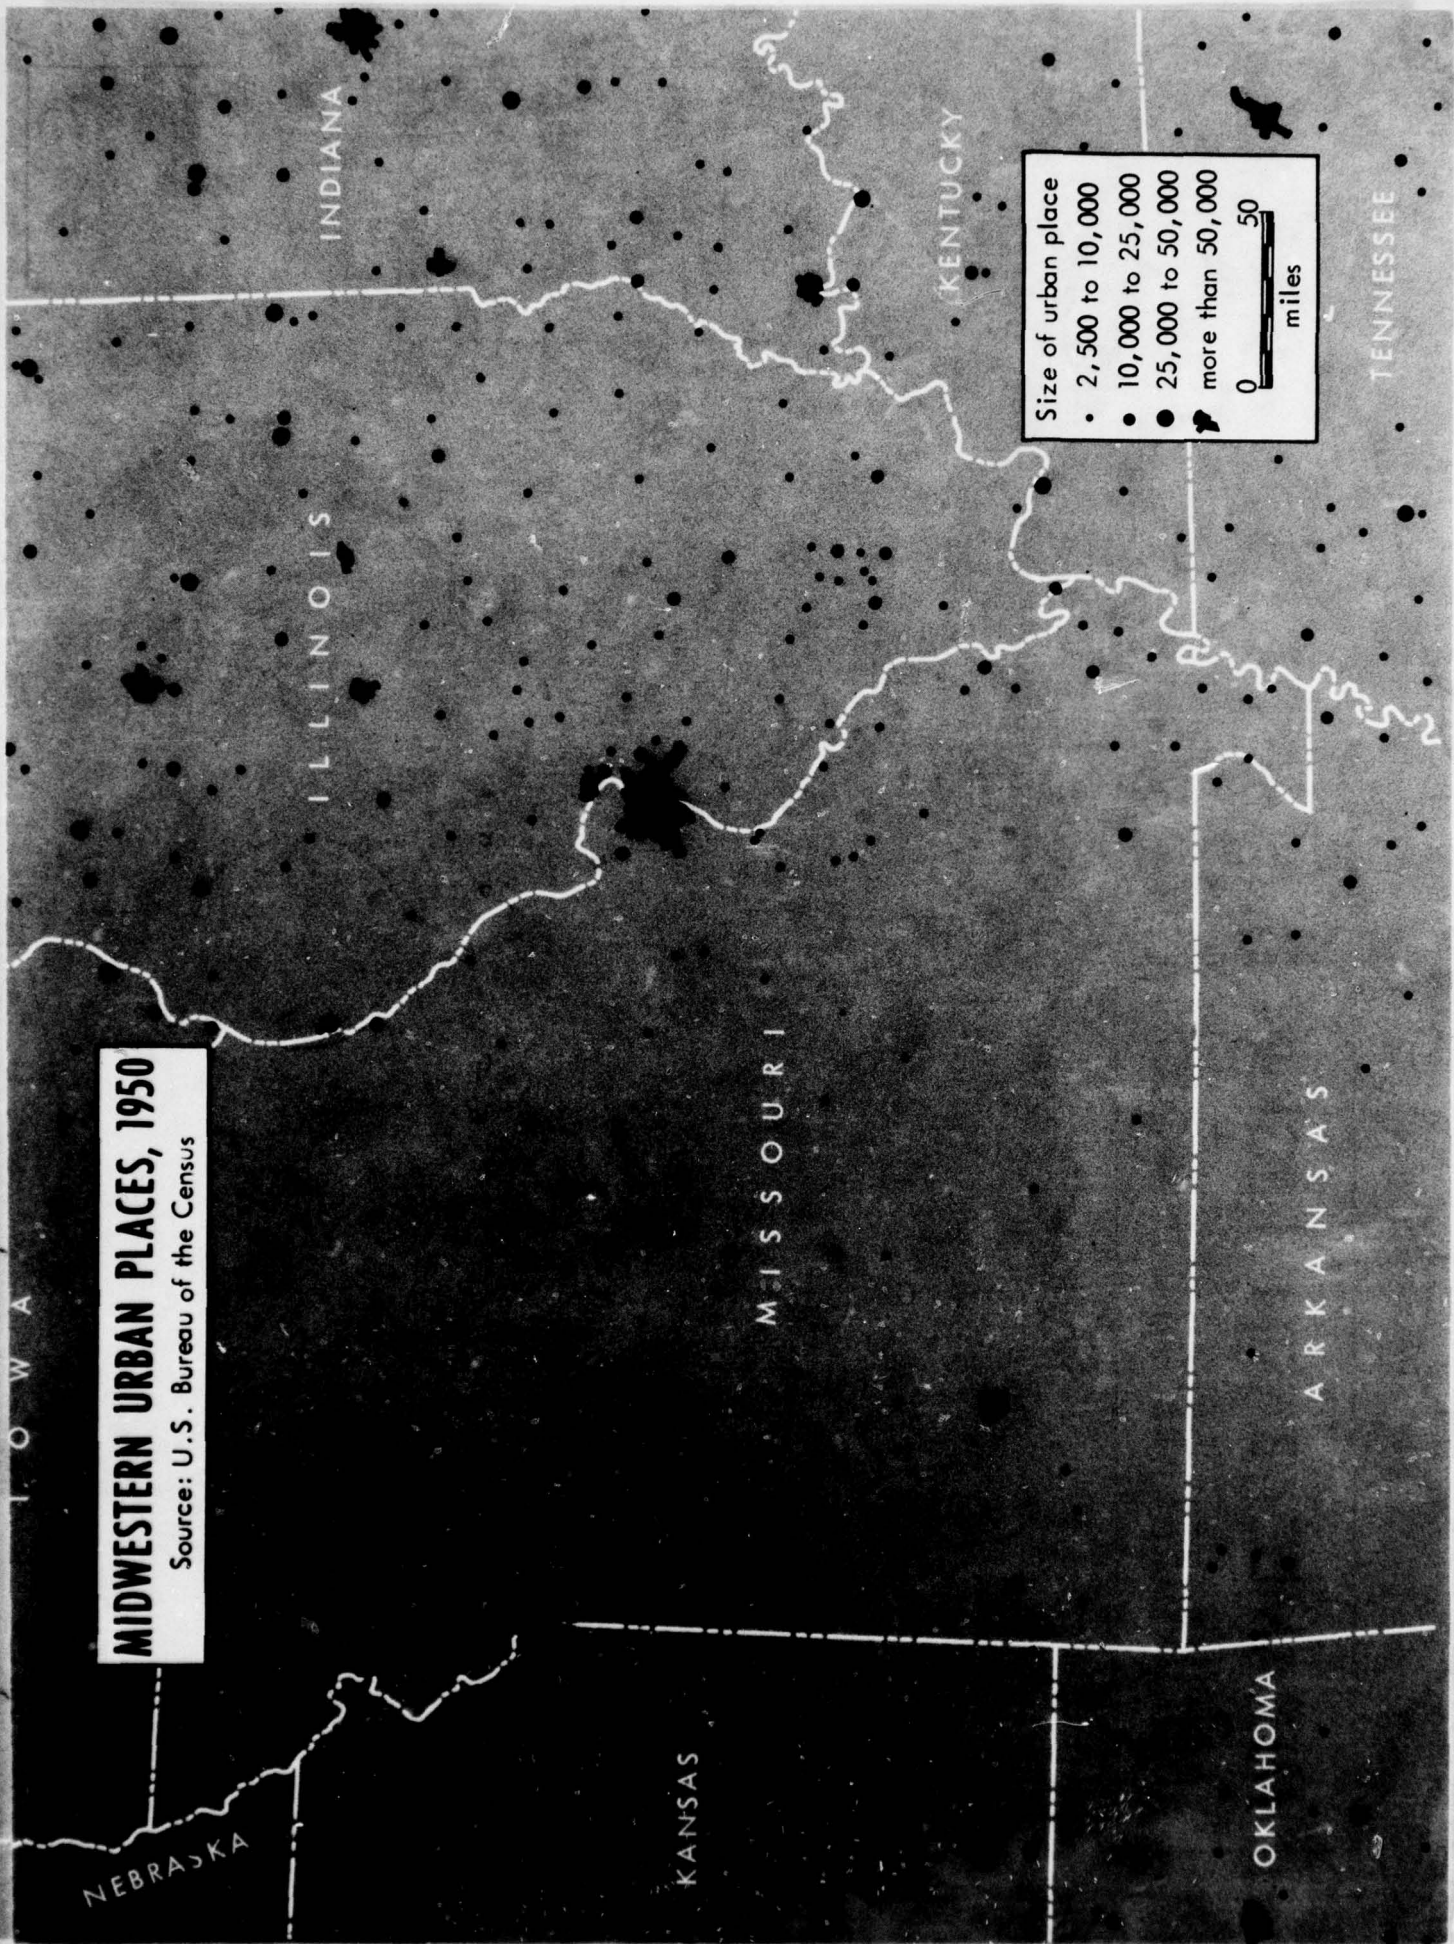 MIDWESTERN URBAN PLACES, 1950
Source: U.S. Bureau of the Census
IOWA
NEBRASKA
ILLINOIS
INDIANA
KANSAS
MISSOURI
KENTUCKY
OKLAHOMA
ARKANSAS
TENNESSEE
Size of urban place
2,500 to 10,000
10,000 to 25,000
25,000 to 50,000
more than 50,000
0 50
miles